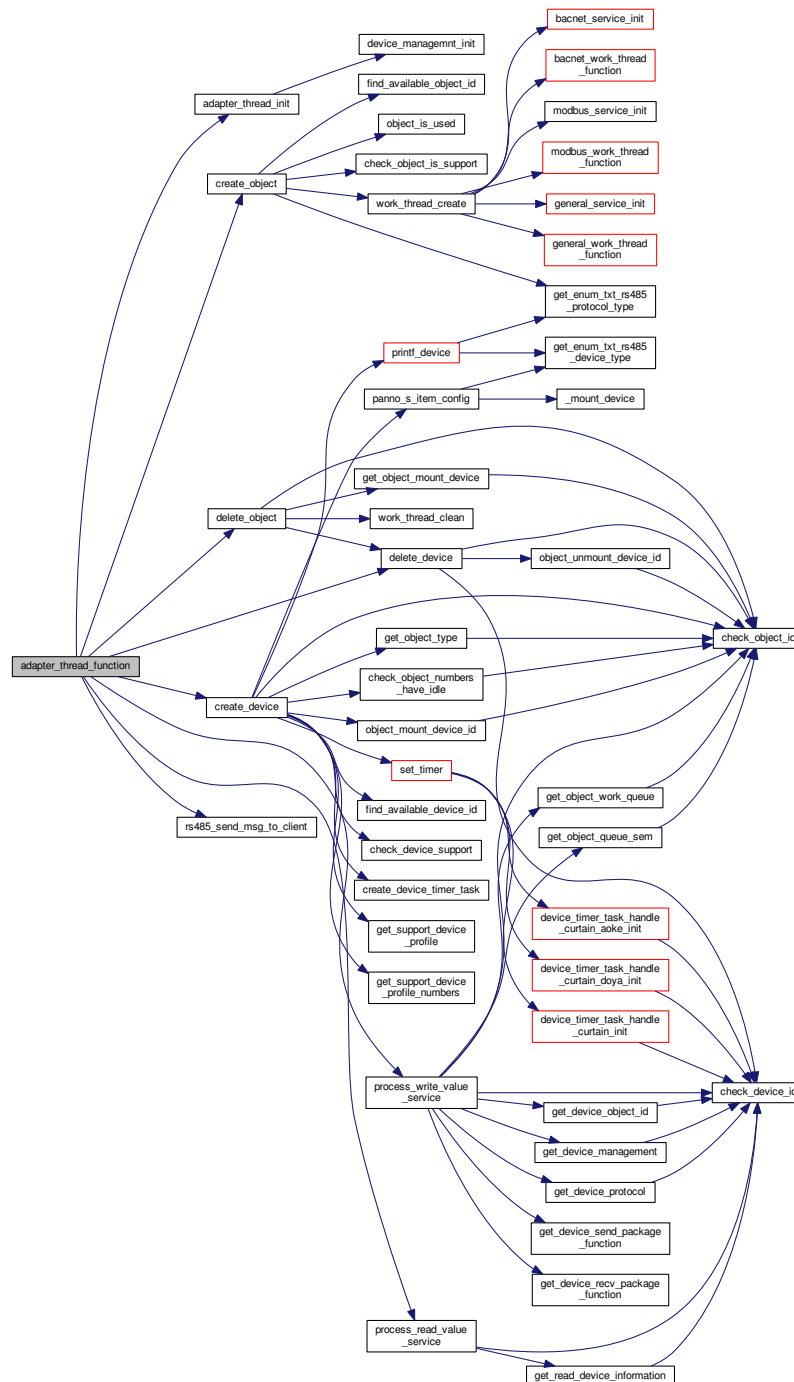 bacnet_service_init
device_managemnt_init
bacnet_work_thread
_function
find_available_object_id
adapter_thread_init
modbus_service_init
object_is_used
modbus_work_thread
_function
check_object_is_support
create_object
work_thread_create
general_service_init
general_work_thread
_function
get_enum_txt_rs485
_protocol_type
printf_device
get_enum_txt_rs485
_device_type
panno_s_item_config
_mount_device
get_object_mount_device
delete_object
work_thread_clean
delete_device
object_unmount_device_id
get_object_type
check_object_id
adapter_thread_function
check_object_numbers
_have_idle
create_device
object_mount_device_id
set_timer
get_object_work_queue
find_available_device_id
rs485_send_msg_to_client
get_object_queue_sem
check_device_support
create_device_timer_task
device_timer_task_handle
_curtain_aoke_init
get_support_device
_profile
device_timer_task_handle
_curtain_doya_init
get_support_device
_profile_numbers
device_timer_task_handle
_curtain_init
process_write_value
_service
check_device_id
get_device_object_id
get_device_management
get_device_protocol
get_device_send_package
_function
get_device_recv_package
_function
process_read_value
_service
get_read_device_information